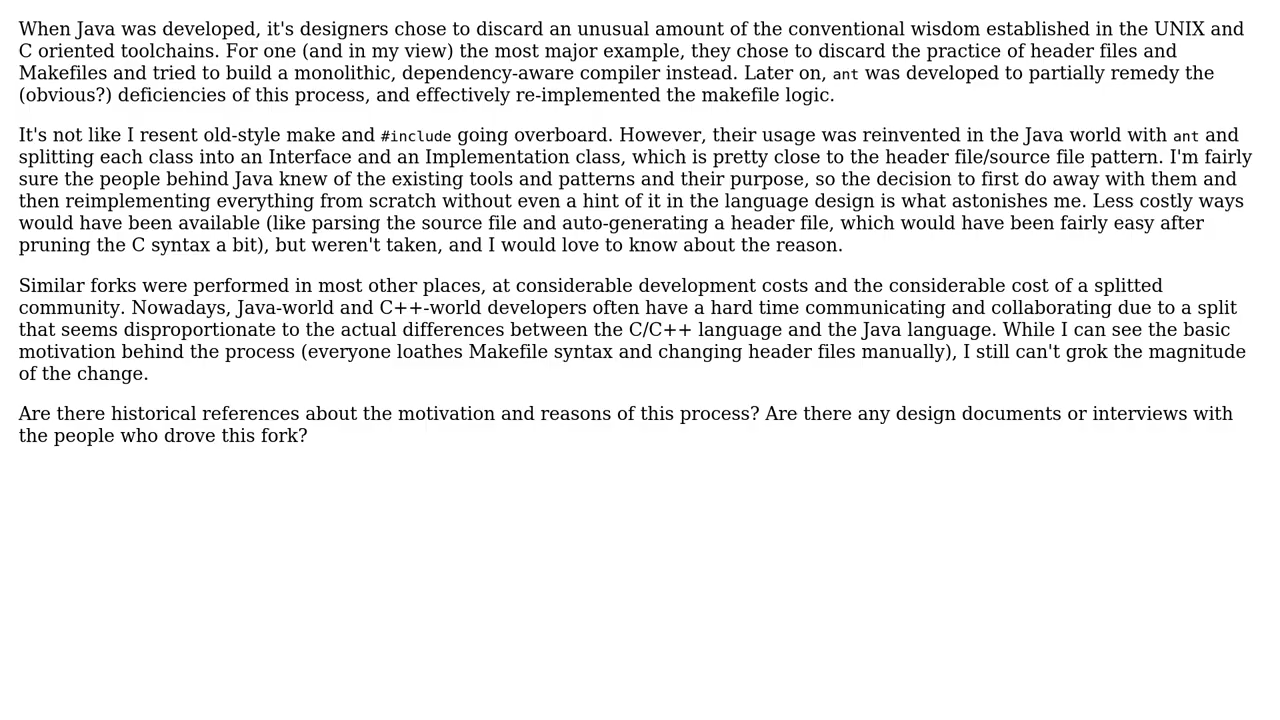 When Java was developed, it's designers chose to discard an unusual amount of the conventional wisdom established in the UNIX and
C oriented toolchains. For one (and in my view) the most major example, they chose to discard the practice of header files and
Makefiles and tried to build a monolithic, dependency-aware compiler instead. Later on, ant was developed to partially remedy the
(obvious?) deficiencies of this process, and effectively re-implemented the makefile logic.
It's not like I resent old-style make and #include going overboard. However, their usage was reinvented in the Java world with ant and
splitting each class into an Interface and an Implementation class, which is pretty close to the header file/source file pattern. I'm fairly
sure the people behind Java knew of the existing tools and patterns and their purpose, so the decision to first do away with them and
then reimplementing everything from scratch without even a hint of it in the language design is what astonishes me. Less costly ways
would have been available (like parsing the source file and auto-generating a header file, which would have been fairly easy after
pruning the C syntax a bit), but weren't taken, and I would love to know about the reason.
Similar forks were performed in most other places, at considerable development costs and the considerable cost of a splitted
community. Nowadays, Java-world and C++-world developers often have a hard time communicating and collaborating due to a split
that seems disproportionate to the actual differences between the C/C++ language and the Java language. While I can see the basic
motivation behind the process (everyone loathes Makefile syntax and changing header files manually), I still can't grok the magnitude
of the change.
Are there historical references about the motivation and reasons of this process? Are there any design documents or interviews with
the people who drove this fork?